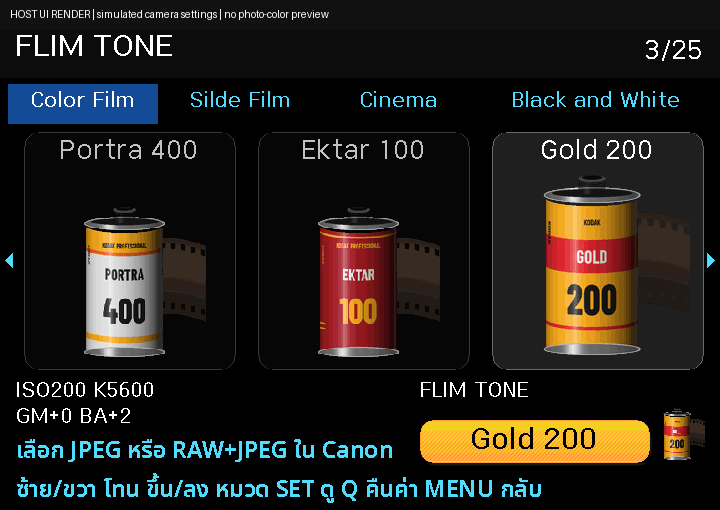 HOST UI RENDER | simulated camera settings | no photo-color preview
FLIM TONE
3/25
Color Film
Silde Film
Cinema
Black and White
Portra 400
Ektar 100
Gold 200
KODAK PROFESSIONAL
PORTRA
400
KODAK PROFESSIONAL
EKTAR
100
KODAK
GOLD
200
ISO200 K5600
GM+0 BA+2
FLIM TONE
Gold 200
200
เลือก JPEG หรือ RAW+JPEG ใน Canon
ซ้าย/ขวา โทน ขึ้น/ลง หมวด SET ดู Q คืนค่า MENU กลับ